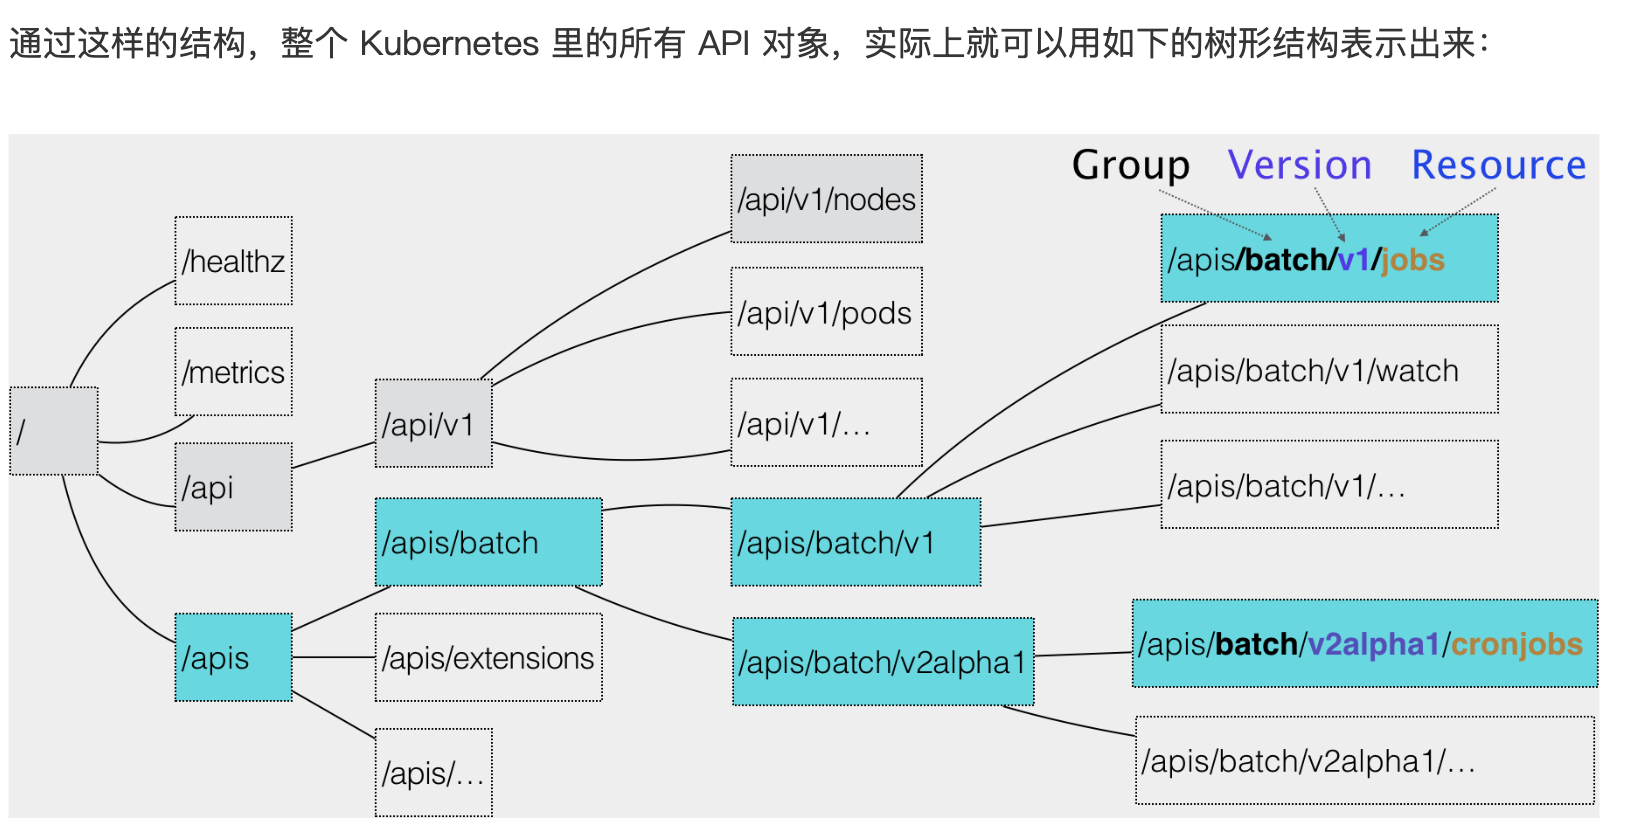 通过这样的结构，整个 Kubernetes 里的所有 API 对象，实际上就可以用如下的树形结构表示出来：
Group Version Resource
/
/healthz
/metrics
/api
/apis
/api/v1
/apis/batch
/apis/extensions
/apis/...
/api/v1/nodes
/api/v1/pods
/api/v1/...
/apis/batch/v1
/apis/batch/v2alpha1
/apis/batch/v1/jobs
/apis/batch/v1/watch
/apis/batch/v1/...
/apis/batch/v2alpha1/cronjobs
/apis/batch/v2alpha1/...